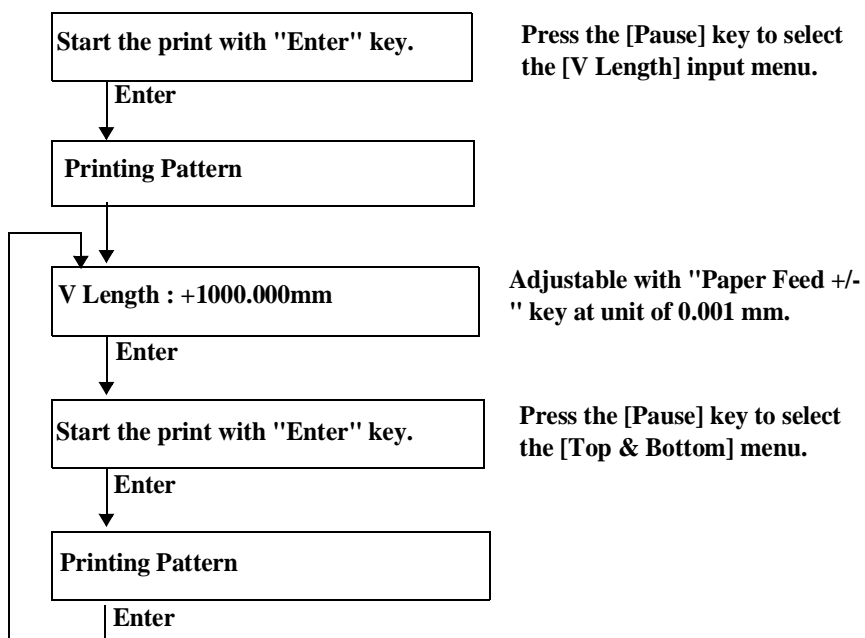 Start the print with "Enter" key.
Press the [Pause] key to select
the [V Length] input menu.
Enter
Printing Pattern
V Length : +1000.000mm
Adjustable with "Paper Feed +/-
" key at unit of 0.001 mm.
Enter
Start the print with "Enter" key.
Press the [Pause] key to select
the [Top & Bottom] menu.
Enter
Printing Pattern
Enter